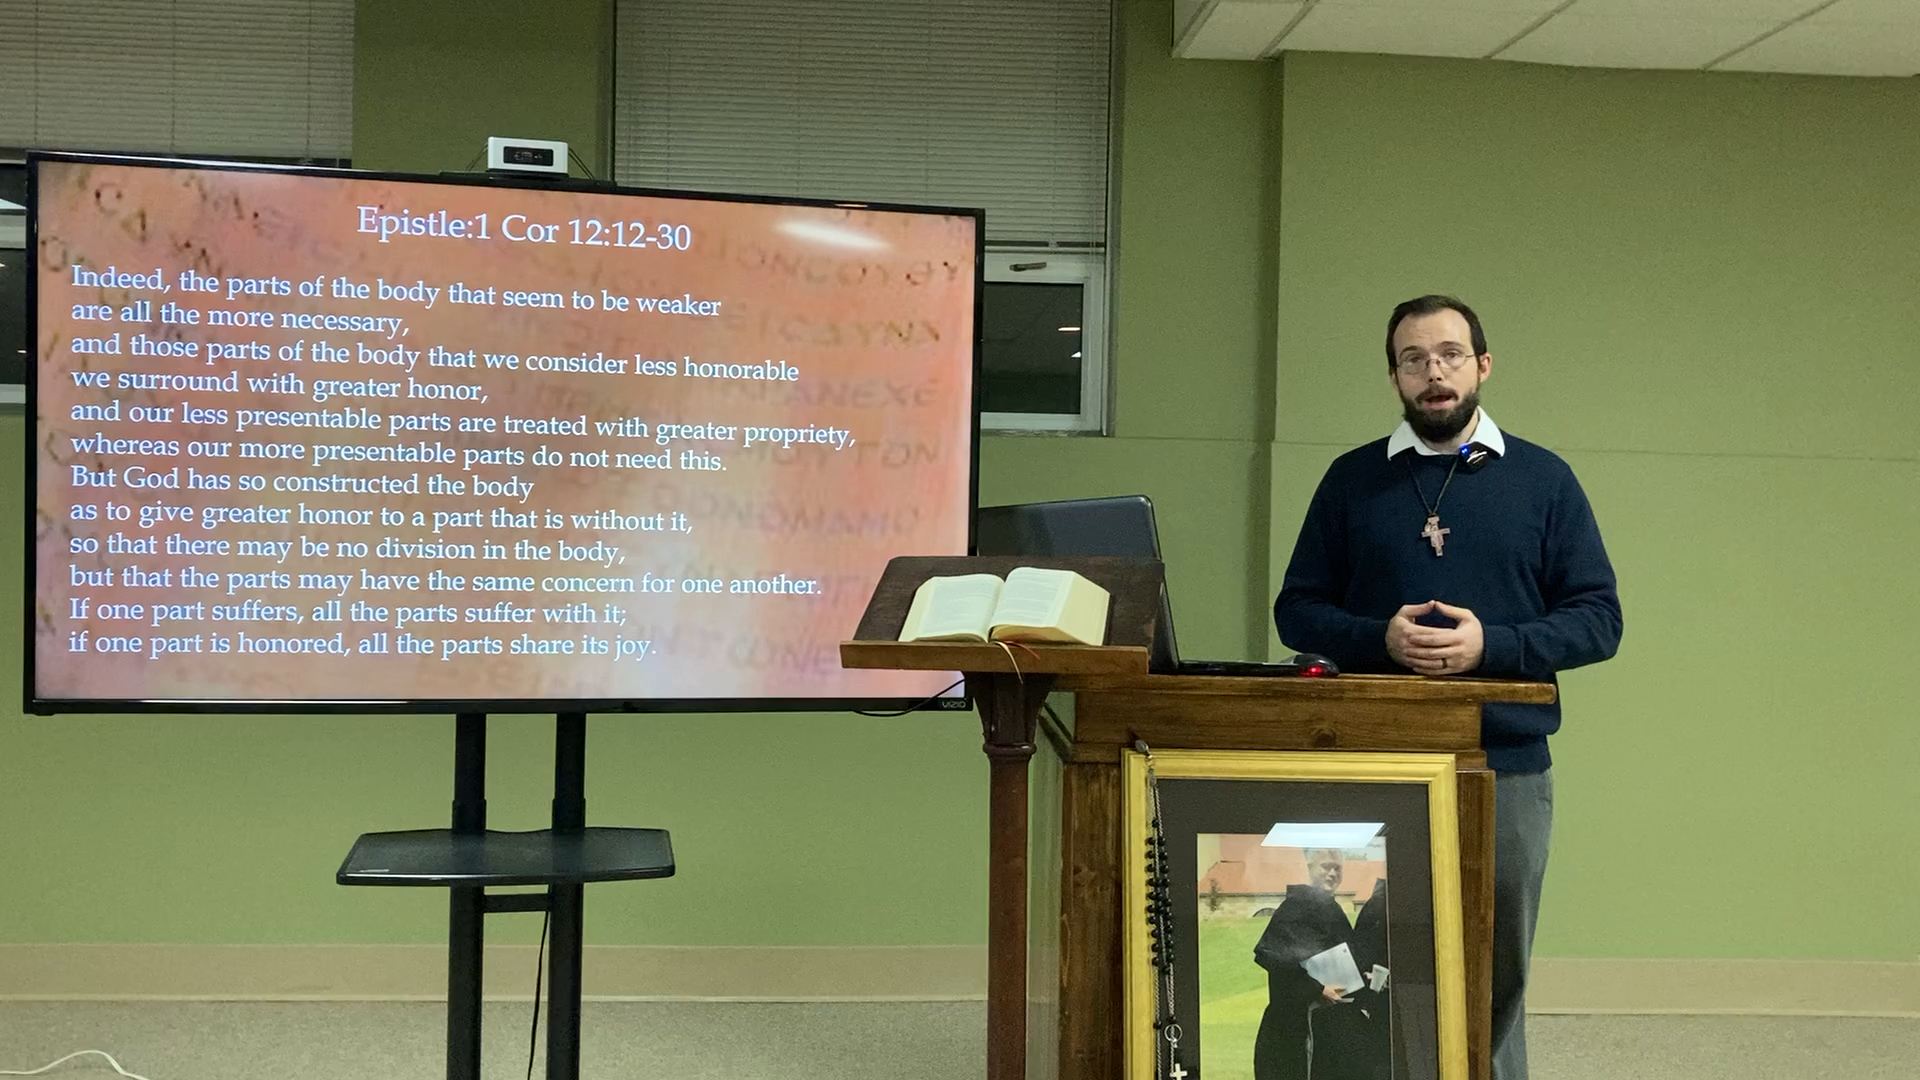 Epistle:1 Cor 12:12-30
Indeed, the parts of the body that seem to be weaker
are all the more necessary,
and those parts of the body that we consider less honorable
we surround with greater honor,
and our less presentable parts are treated with greater propriety,
whereas our more presentable parts do not need this.
But God has so constructed the body
as to give greater honor to a part that is without it,
so that there may be no division in the body,
but that the parts may have the same concern for one another.
If one part suffers, all the parts suffer with it;
if one part is honored, all the parts share its joy.
VIZIO